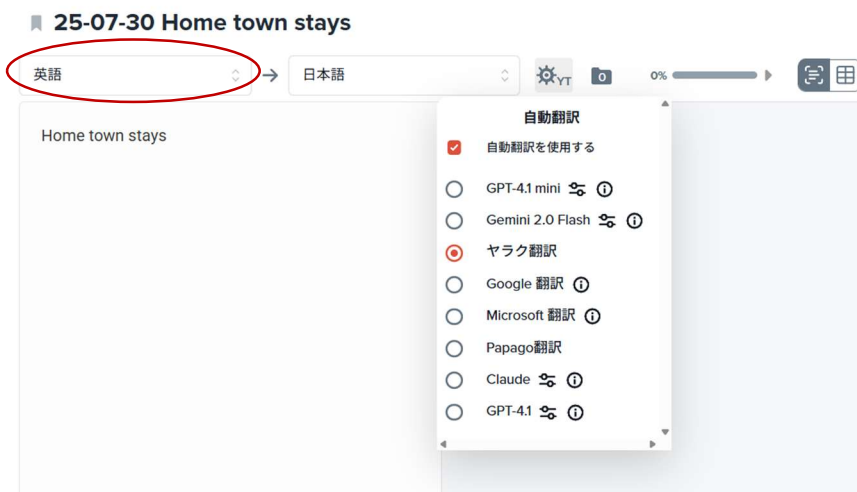 25-07-30 Home town stays
英語 → 日本語 YT 0 0%
Home town stays
自動翻訳
自動翻訳を使用する
GPT-4.1 mini
Gemini 2.0 Flash
ヤラク翻訳
Google 翻訳
Microsoft 翻訳
Papago翻訳
Claude
GPT-4.1